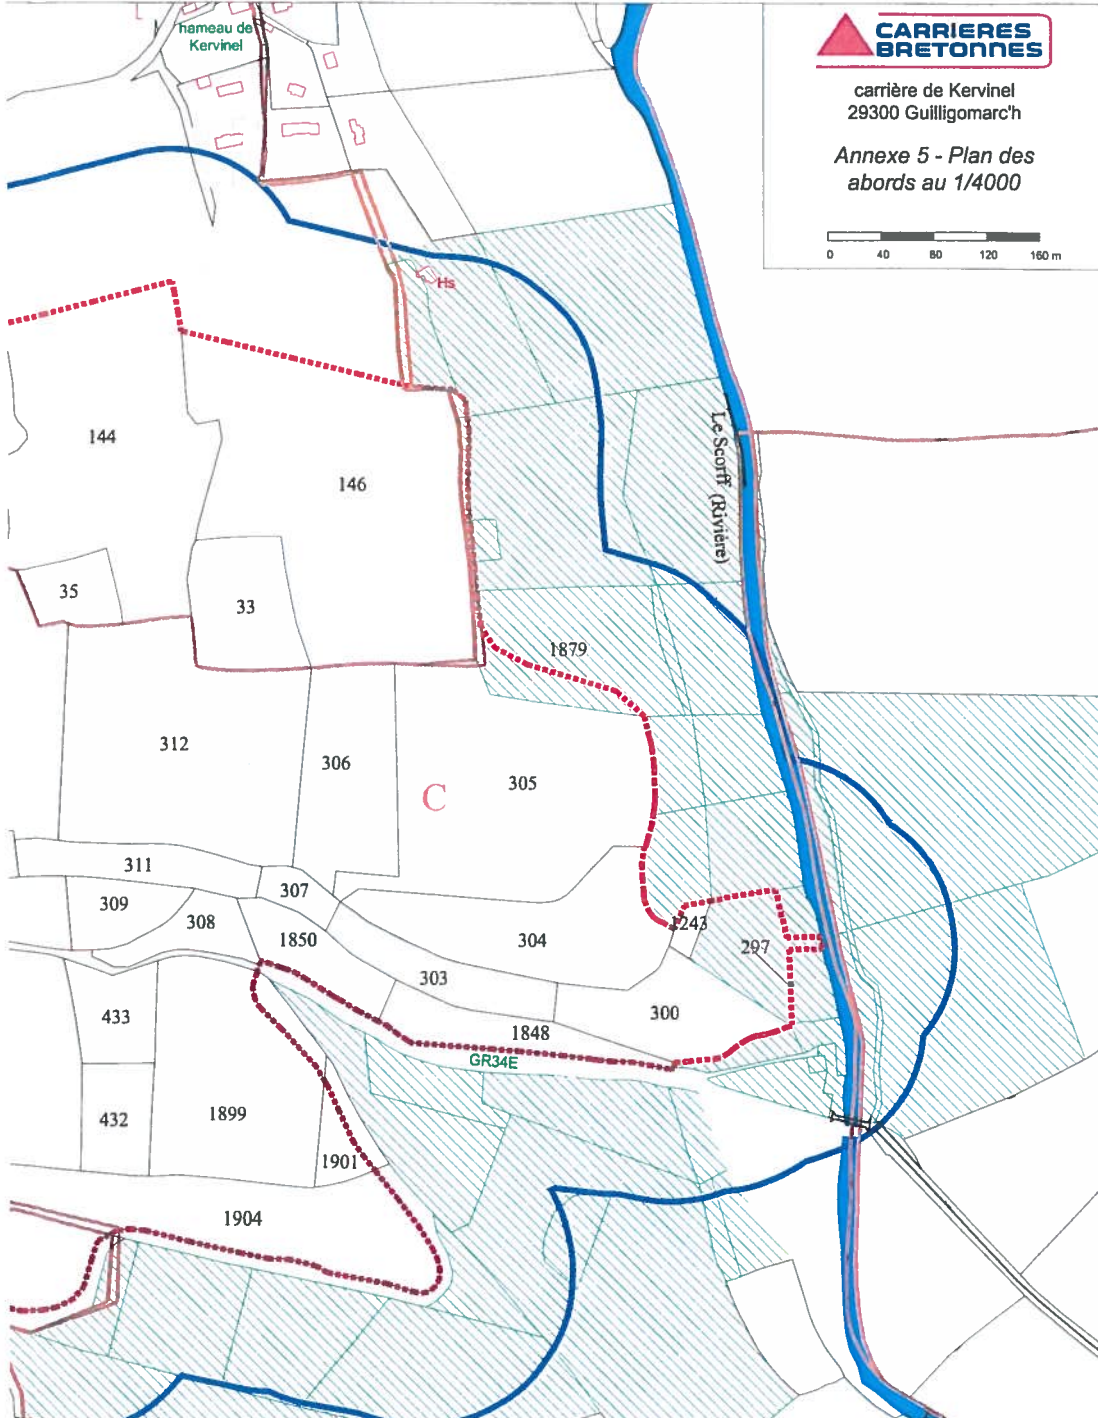 hameau de
Kervinel
CARRIERES
BRETONNES
carrière de Kervinel
29300 Guilligomarc'h
Annexe 5 - Plan des
abords au 1/4000
0 40 80 120 160 m
Hs
Le Scorff (Rivière)
144
146
35
33
1879
312
306
305
C
311
307
309
308
1850
304
1243
297
303
300
433
1848
GR34E
432
1899
1901
1904